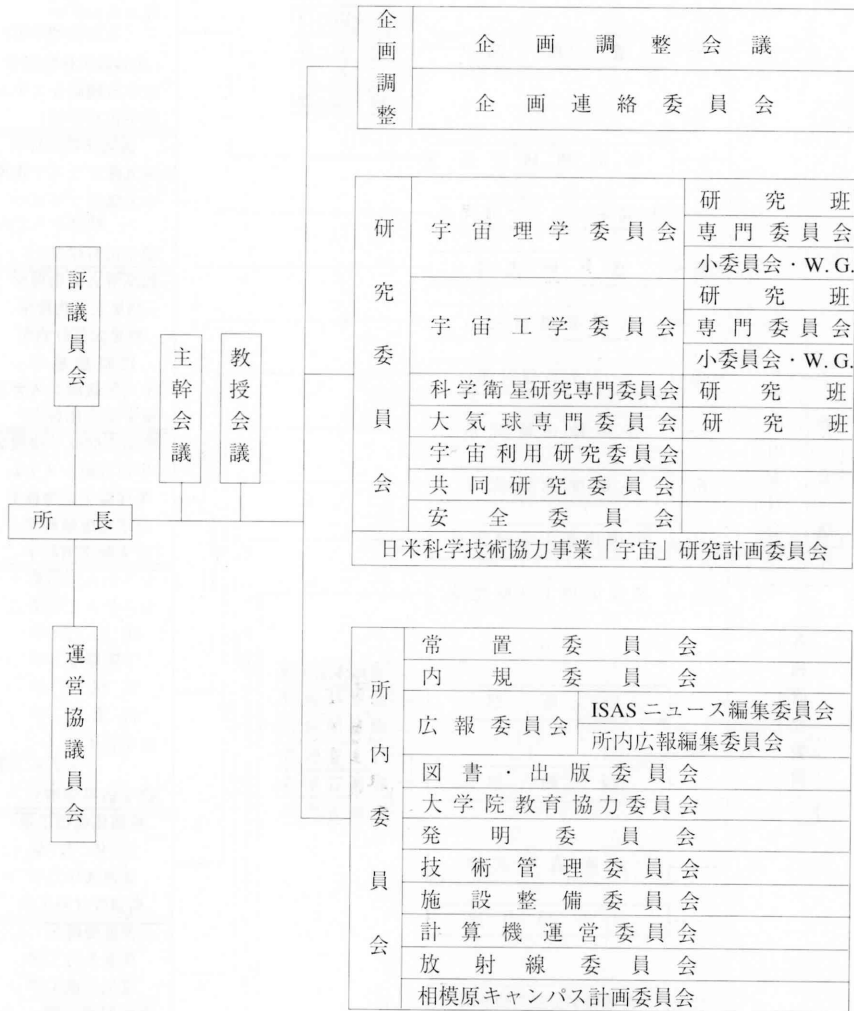 評議員会
所長
運営協議員会
主幹会議
教授会議
企画調整
企画調整会議
企画連絡委員会
研究委員会
宇宙理学委員会
研究班
専門委員会
小委員会・W.G.
宇宙工学委員会
研究班
専門委員会
小委員会・W.G.
科学衛星研究専門委員会 研究班
大気球専門委員会 研究班
宇宙利用研究委員会
共同研究委員会
安全委員会
日米科学技術協力事業「宇宙」研究計画委員会
所内委員会
常置委員会
内規委員会
広報委員会
ISASニュース編集委員会
所内広報編集委員会
図書・出版委員会
大学院教育協力委員会
発明委員会
技術管理委員会
施設整備委員会
計算機運営委員会
放射線委員会
相模原キャンパス計画委員会